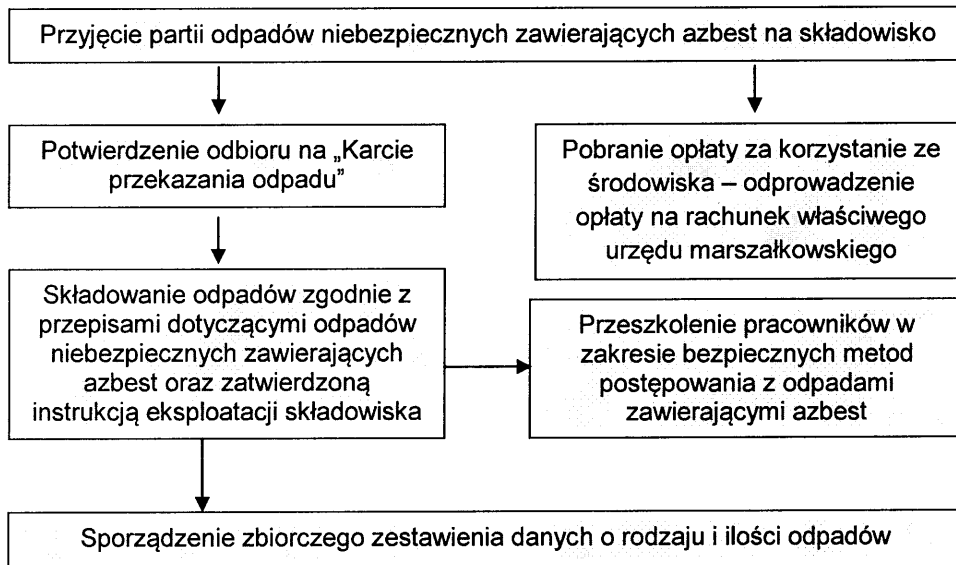 Przyjęcie partii odpadów niebezpiecznych zawierających azbest na składowisko
Potwierdzenie odbioru na „Karcie
przekazania odpadu”
Pobranie opłaty za korzystanie ze
środowiska – odprowadzenie
opłaty na rachunek właściwego
urzędu marszałkowskiego
Składowanie odpadów zgodnie z
przepisami dotyczącymi odpadów
niebezpiecznych zawierających
azbest oraz zatwierdzoną
instrukcją eksploatacji składowiska
Przeszkolenie pracowników w
zakresie bezpiecznych metod
postępowania z odpadami
zawierającymi azbest
Sporządzenie zbiorczego zestawienia danych o rodzaju i ilości odpadów